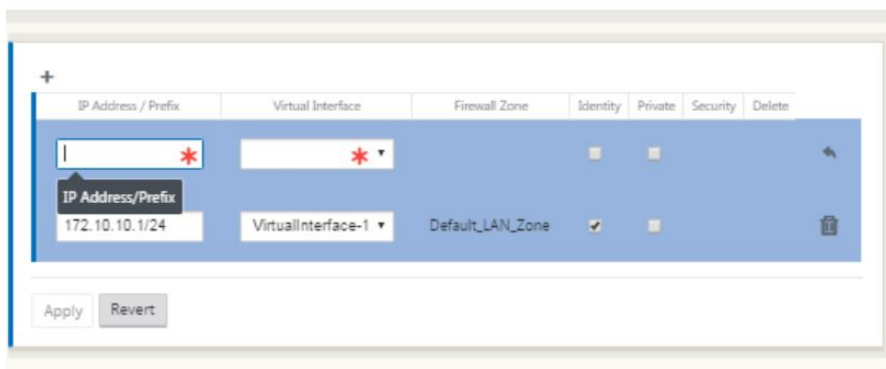 +
IP Address / Prefix Virtual Interface Firewall Zone Identity Private Security Delete
* *
IP Address/Prefix
172.10.10.1/24 VirtualInterface-1 Default_LAN_Zone
Apply Revert